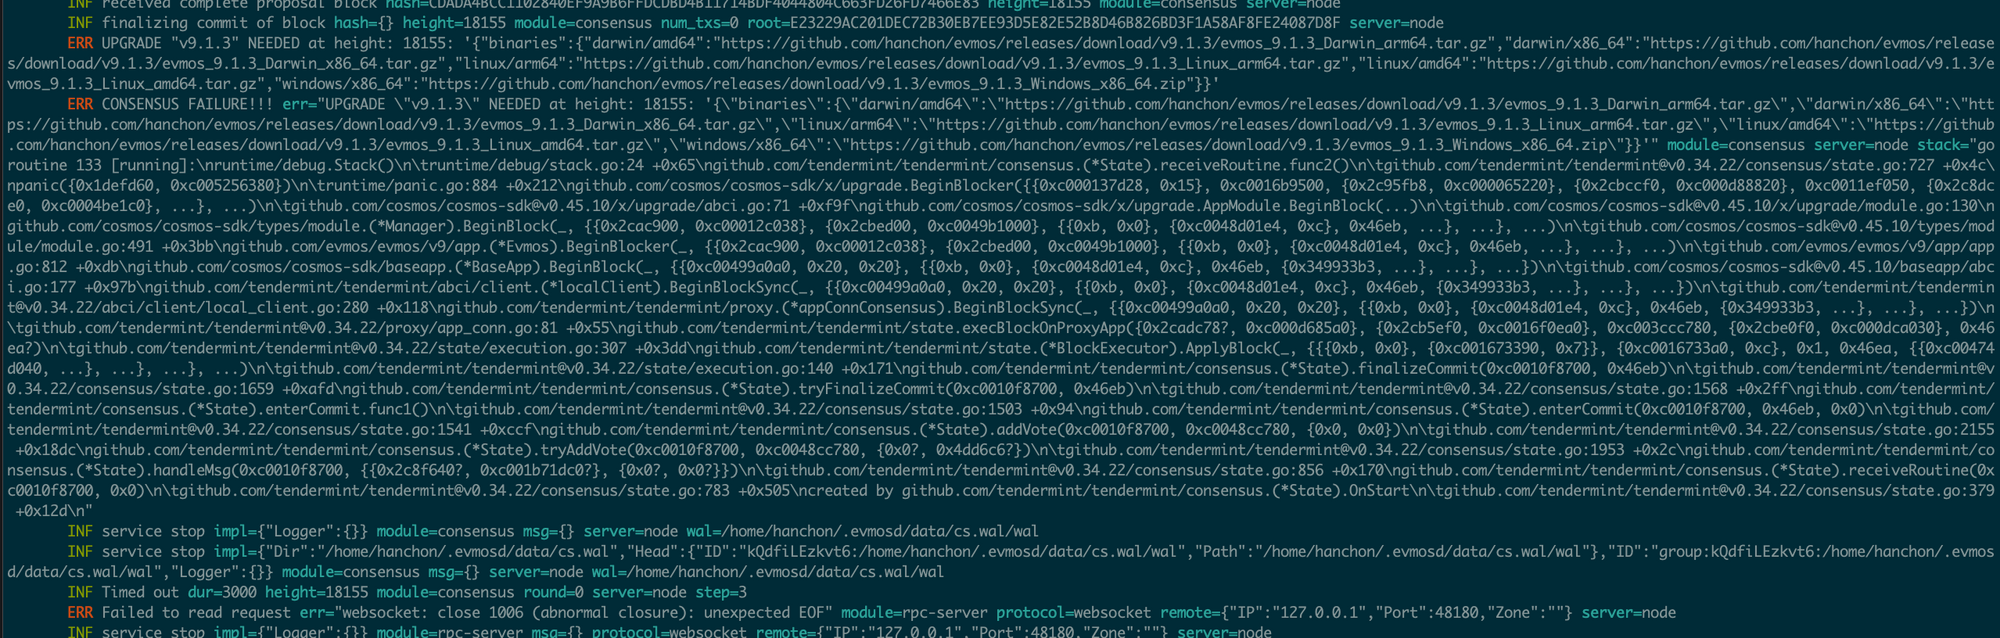 INF received complete proposal block hash=CDADA4BCC1102840EF9A9B6FFDCDBD4B11714BDF4044804C663FD26FD7466E83 height=18155 module=consensus server=node
INF finalizing commit of block hash={} height=18155 module=consensus num_txs=0 root=E23229AC201DEC72B30EB7EE93D5E82E52B8D46B826BD3F1A58AF8FE24087D8F server=node
ERR UPGRADE "v9.1.3" NEEDED at height: 18155: '{"binaries":{"darwin/amd64":"https://github.com/hanchon/evmos/releases/download/v9.1.3/evmos_9.1.3_Darwin_arm64.tar.gz","darwin/x86_64":"https://github.com/hanchon/evmos/release
s/download/v9.1.3/evmos_9.1.3_Darwin_x86_64.tar.gz","linux/arm64":"https://github.com/hanchon/evmos/releases/download/v9.1.3/evmos_9.1.3_Linux_arm64.tar.gz","linux/amd64":"https://github.com/hanchon/evmos/releases/download/v9.1.3/e
vmos_9.1.3_Linux_amd64.tar.gz","windows/x86_64":"https://github.com/hanchon/evmos/releases/download/v9.1.3/evmos_9.1.3_Windows_x86_64.zip"}}'
ERR CONSENSUS FAILURE!!! err="UPGRADE \"v9.1.3\" NEEDED at height: 18155: '{\"binaries\":{\"darwin/amd64\":\"https://github.com/hanchon/evmos/releases/download/v9.1.3/evmos_9.1.3_Darwin_arm64.tar.gz\",\"darwin/x86_64\":\"htt
ps://github.com/hanchon/evmos/releases/download/v9.1.3/evmos_9.1.3_Darwin_x86_64.tar.gz\",\"linux/arm64\":\"https://github.com/hanchon/evmos/releases/download/v9.1.3/evmos_9.1.3_Linux_arm64.tar.gz\",\"linux/amd64\":\"https://github
.com/hanchon/evmos/releases/download/v9.1.3/evmos_9.1.3_Linux_amd64.tar.gz\",\"windows/x86_64\":\"https://github.com/hanchon/evmos/releases/download/v9.1.3/evmos_9.1.3_Windows_x86_64.zip\"}}'" module=consensus server=node stack="go
routine 133 [running]:\nruntime/debug.Stack()\n\truntime/debug/stack.go:24 +0x65\ngithub.com/tendermint/tendermint/consensus.(*State).receiveRoutine.func2()\n\tgithub.com/tendermint/tendermint@v0.34.22/consensus/state.go:727 +0x4c\
npanic({0x1defd60, 0xc005256380})\n\truntime/panic.go:884 +0x212\ngithub.com/cosmos/cosmos-sdk/x/upgrade.BeginBlocker({{0xc000137d28, 0x15}, 0xc0016b9500, {0x2c95fb8, 0xc000065220}, {0x2cbccf0, 0xc000d88820}, 0xc0011ef050, {0x2c8dc
e0, 0xc0004be1c0}, ...}, ...)\n\tgithub.com/cosmos/cosmos-sdk@v0.45.10/x/upgrade/abci.go:71 +0xf9f\ngithub.com/cosmos/cosmos-sdk/x/upgrade.AppModule.BeginBlock(...)\n\tgithub.com/cosmos/cosmos-sdk@v0.45.10/x/upgrade/module.go:130\n
github.com/cosmos/cosmos-sdk/types/module.(*Manager).BeginBlock(_, {{0x2cac900, 0xc00012c038}, {0x2cbed00, 0xc0049b1000}, {{0xb, 0x0}, {0xc0048d01e4, 0xc}, 0x46eb, ...}, ...}, ...)\n\tgithub.com/cosmos/cosmos-sdk@v0.45.10/types/mod
ule/module.go:491 +0x3bb\ngithub.com/evmos/evmos/v9/app.(*Evmos).BeginBlocker(_, {{0x2cac900, 0xc00012c038}, {0x2cbed00, 0xc0049b1000}, {{0xb, 0x0}, {0xc0048d01e4, 0xc}, 0x46eb, ...}, ...}, ...)\n\tgithub.com/evmos/evmos/v9/app/app
.go:812 +0xdb\ngithub.com/cosmos/cosmos-sdk/baseapp.(*BaseApp).BeginBlock(_, {{0xc00499a0a0, 0x20, 0x20}, {{0xb, 0x0}, {0xc0048d01e4, 0xc}, 0x46eb, {0x349933b3, ...}, ...}, ...})\n\tgithub.com/cosmos/cosmos-sdk@v0.45.10/baseapp/abc
i.go:177 +0x97b\ngithub.com/tendermint/tendermint/abci/client.(*localClient).BeginBlockSync(_, {{0xc00499a0a0, 0x20, 0x20}, {{0xb, 0x0}, {0xc0048d01e4, 0xc}, 0x46eb, {0x349933b3, ...}, ...}, ...})\n\tgithub.com/tendermint/tendermin
t@v0.34.22/abci/client/local_client.go:280 +0x118\ngithub.com/tendermint/tendermint/proxy.(*appConnConsensus).BeginBlockSync(_, {{0xc00499a0a0, 0x20, 0x20}, {{0xb, 0x0}, {0xc0048d01e4, 0xc}, 0x46eb, {0x349933b3, ...}, ...}, ...})\n
\tgithub.com/tendermint/tendermint@v0.34.22/proxy/app_conn.go:81 +0x55\ngithub.com/tendermint/tendermint/state.execBlockOnProxyApp({0x2cadc78?, 0xc000d685a0}, {0x2cb5ef0, 0xc0016f0ea0}, 0xc003ccc780, {0x2cbe0f0, 0xc000dca030}, 0x46
ea?)\n\tgithub.com/tendermint/tendermint@v0.34.22/state/execution.go:307 +0x3dd\ngithub.com/tendermint/tendermint/state.(*BlockExecutor).ApplyBlock(_, {{{0xb, 0x0}, {0xc001673390, 0x7}}, {0xc0016733a0, 0xc}, 0x1, 0x46ea, {{0xc00474
d040, ...}, ...}, ...}, ...)\n\tgithub.com/tendermint/tendermint@v0.34.22/state/execution.go:140 +0x171\ngithub.com/tendermint/tendermint/consensus.(*State).finalizeCommit(0xc0010f8700, 0x46eb)\n\tgithub.com/tendermint/tendermint@v
0.34.22/consensus/state.go:1659 +0xafd\ngithub.com/tendermint/tendermint/consensus.(*State).tryFinalizeCommit(0xc0010f8700, 0x46eb)\n\tgithub.com/tendermint/tendermint@v0.34.22/consensus/state.go:1568 +0x2ff\ngithub.com/tendermint/
tendermint/consensus.(*State).enterCommit.func1()\n\tgithub.com/tendermint/tendermint@v0.34.22/consensus/state.go:1503 +0x94\ngithub.com/tendermint/tendermint/consensus.(*State).enterCommit(0xc0010f8700, 0x46eb, 0x0)\n\tgithub.com/
tendermint/tendermint@v0.34.22/consensus/state.go:1541 +0xccf\ngithub.com/tendermint/tendermint/consensus.(*State).addVote(0xc0010f8700, 0xc0048cc780, {0x0, 0x0})\n\tgithub.com/tendermint/tendermint@v0.34.22/consensus/state.go:2155
+0x18dc\ngithub.com/tendermint/tendermint/consensus.(*State).tryAddVote(0xc0010f8700, 0xc0048cc780, {0x0?, 0x4dd6c6?})\n\tgithub.com/tendermint/tendermint@v0.34.22/consensus/state.go:1953 +0x2c\ngithub.com/tendermint/tendermint/co
nsensus.(*State).handleMsg(0xc0010f8700, {{0x2c8f640?, 0xc001b71dc0?}, {0x0?, 0x0?}})\n\tgithub.com/tendermint/tendermint@v0.34.22/consensus/state.go:856 +0x170\ngithub.com/tendermint/tendermint/consensus.(*State).receiveRoutine(0x
c0010f8700, 0x0)\n\tgithub.com/tendermint/tendermint@v0.34.22/consensus/state.go:783 +0x505\ncreated by github.com/tendermint/tendermint/consensus.(*State).OnStart\n\tgithub.com/tendermint/tendermint@v0.34.22/consensus/state.go:379
+0x12d\n"
INF service stop impl={"Logger":{}} module=consensus msg={} server=node wal=/home/hanchon/.evmosd/data/cs.wal/wal
INF service stop impl={"Dir":"/home/hanchon/.evmosd/data/cs.wal","Head":{"ID":"kQdfiLEzkvt6:/home/hanchon/.evmosd/data/cs.wal/wal","Path":"/home/hanchon/.evmosd/data/cs.wal/wal"},"ID":"group:kQdfiLEzkvt6:/home/hanchon/.evmos
d/data/cs.wal/wal","Logger":{}} module=consensus msg={} server=node wal=/home/hanchon/.evmosd/data/cs.wal/wal
INF Timed out dur=3000 height=18155 module=consensus round=0 server=node step=3
ERR Failed to read request err="websocket: close 1006 (abnormal closure): unexpected EOF" module=rpc-server protocol=websocket remote={"IP":"127.0.0.1","Port":48180,"Zone":""} server=node
INF service stop impl={"Logger":{}} module=rpc-server msg={} protocol=websocket remote={"IP":"127.0.0.1","Port":48180,"Zone":""} server=node